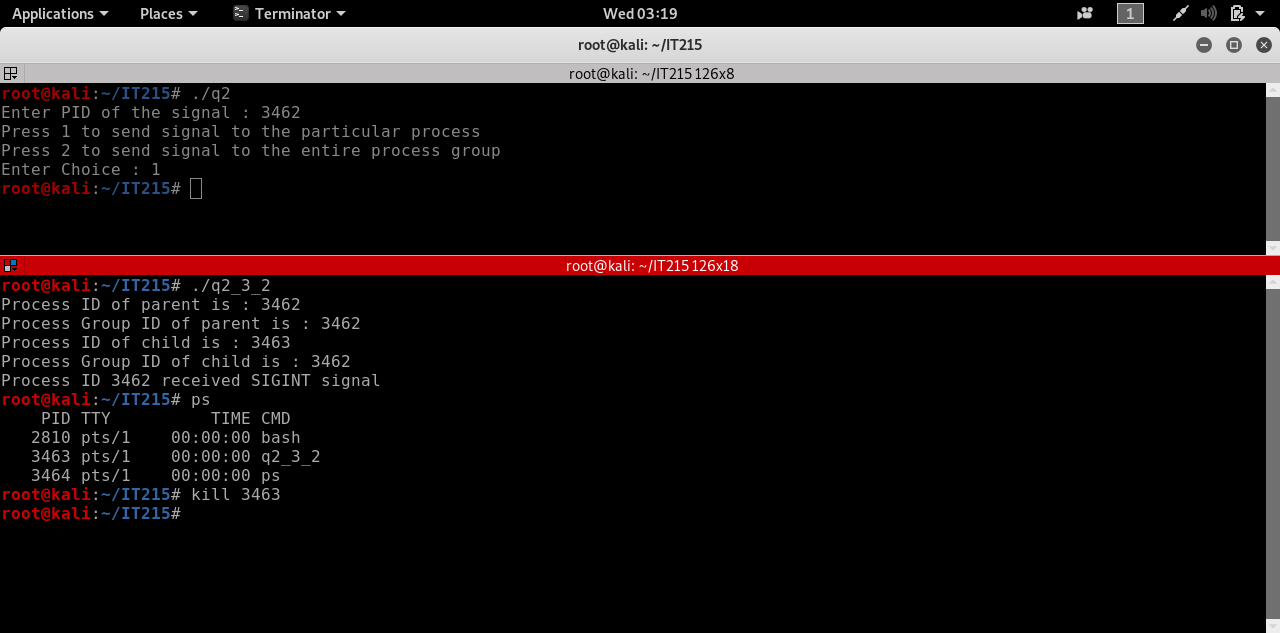 Applications Places Terminator Wed 03:19 1
root@kali: ~/IT215
root@kali: ~/IT215 126x8
root@kali:~/IT215# ./q2
Enter PID of the signal : 3462
Press 1 to send signal to the particular process
Press 2 to send signal to the entire process group
Enter Choice : 1
root@kali:~/IT215#
root@kali: ~/IT215 126x18
root@kali:~/IT215# ./q2_3_2
Process ID of parent is : 3462
Process Group ID of parent is : 3462
Process ID of child is : 3463
Process Group ID of child is : 3462
Process ID 3462 received SIGINT signal
root@kali:~/IT215# ps
    PID TTY          TIME CMD
   2810 pts/1    00:00:00 bash
   3463 pts/1    00:00:00 q2_3_2
   3464 pts/1    00:00:00 ps
root@kali:~/IT215# kill 3463
root@kali:~/IT215#